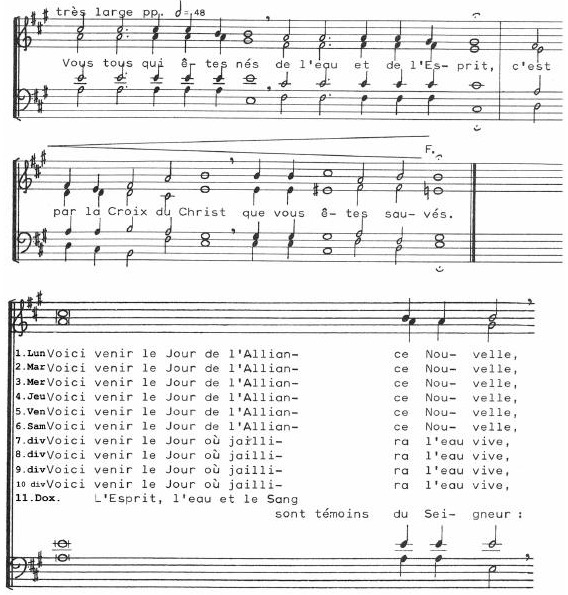 très large pp. 𝅗𝅥=48
Vous tous qui ê- tes nés de l'eau et de l'Es- prit, c'est
F.
par la Croix du Christ que vous ê- tes sau- vés.
1.Lun Voici venir le Jour de l'Allian- ce Nou- velle,
2.Mar Voici venir le Jour de l'Allian- ce Nou- velle,
3.Mer Voici venir le Jour de l'Allian- ce Nou- velle,
4.Jeu Voici venir le Jour de l'Allian- ce Nou- velle,
5.Ven Voici venir le Jour de l'Allian- ce Nou- velle,
6.Sam Voici venir le Jour de l'Allian- ce Nou- velle,
7.div Voici venir le Jour où jailli- ra l'eau vive,
8.div Voici venir le Jour où jailli- ra l'eau vive,
9.div Voici venir le Jour où jailli- ra l'eau vive,
10 div Voici venir le Jour où jailli- ra l'eau vive,
11.Dox. L'Esprit, l'eau et le Sang
sont témoins du Sei- gneur :